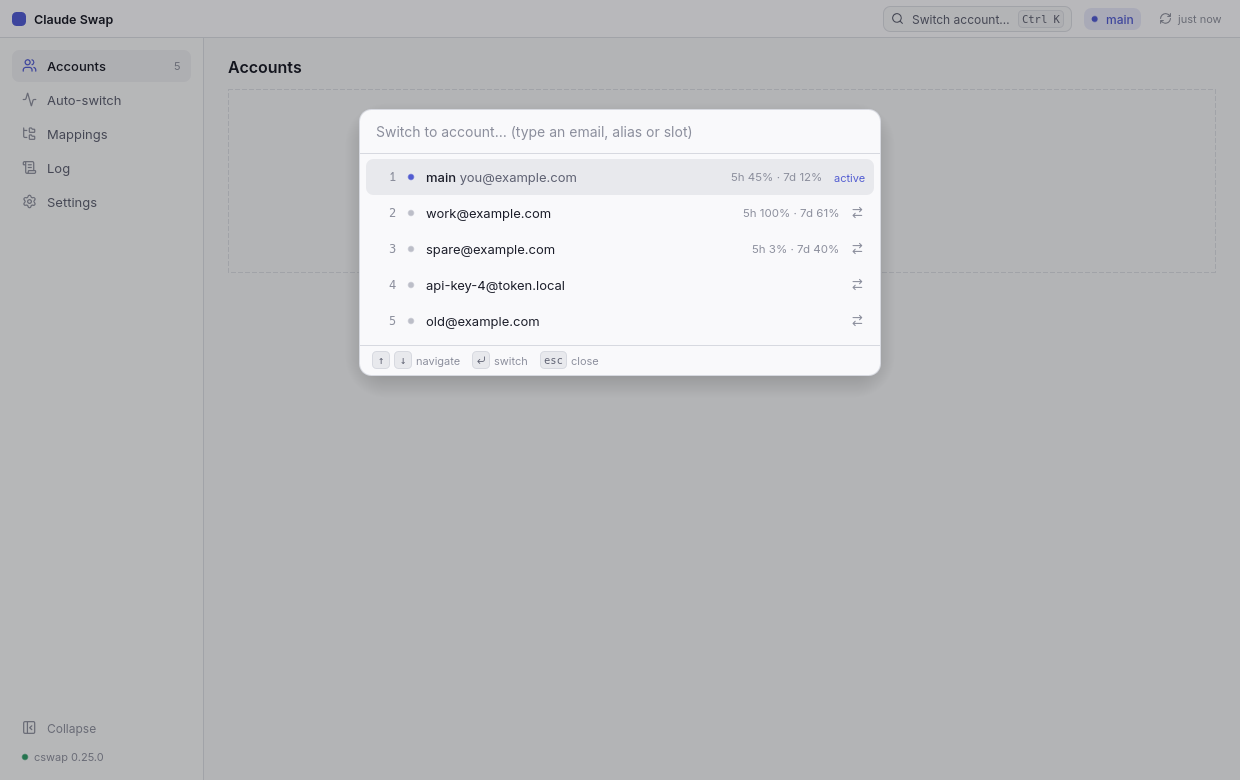 Claude Swap
Switch account... Ctrl K
main
just now
Accounts 5
Auto-switch
Mappings
Log
Settings
Collapse
cswap 0.25.0
Accounts
Switch to account... (type an email, alias or slot)
1 main you@example.com 5h 45% · 7d 12% active
2 work@example.com 5h 100% · 7d 61%
3 spare@example.com 5h 3% · 7d 40%
4 api-key-4@token.local
5 old@example.com
↑ ↓ navigate ↵ switch esc close